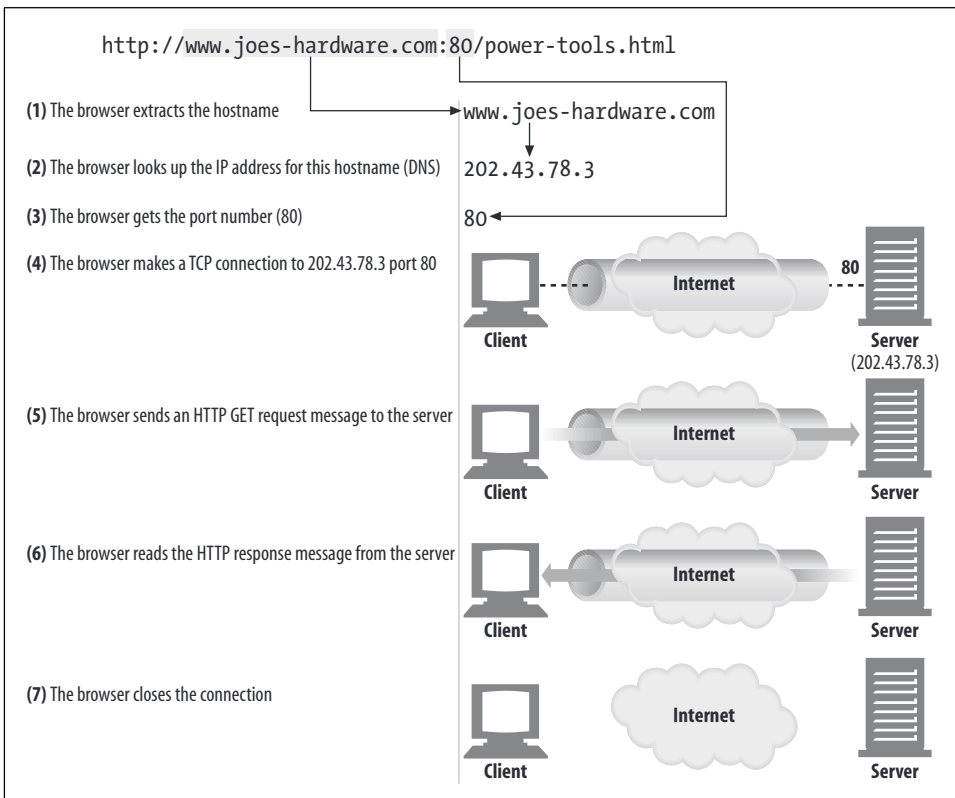 http://www.joes-hardware.com:80/power-tools.html
(1) The browser extracts the hostname
www.joes-hardware.com
(2) The browser looks up the IP address for this hostname (DNS)
202.43.78.3
(3) The browser gets the port number (80)
80
(4) The browser makes a TCP connection to 202.43.78.3 port 80
Internet
80
Client
Server
(202.43.78.3)
(5) The browser sends an HTTP GET request message to the server
Internet
Client
Server
(6) The browser reads the HTTP response message from the server
Internet
Client
Server
(7) The browser closes the connection
Internet
Client
Server